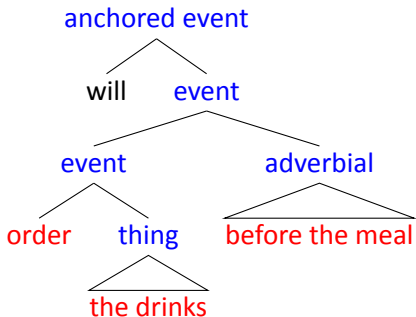 anchored event
will event
event adverbial
order thing before the meal
the drinks